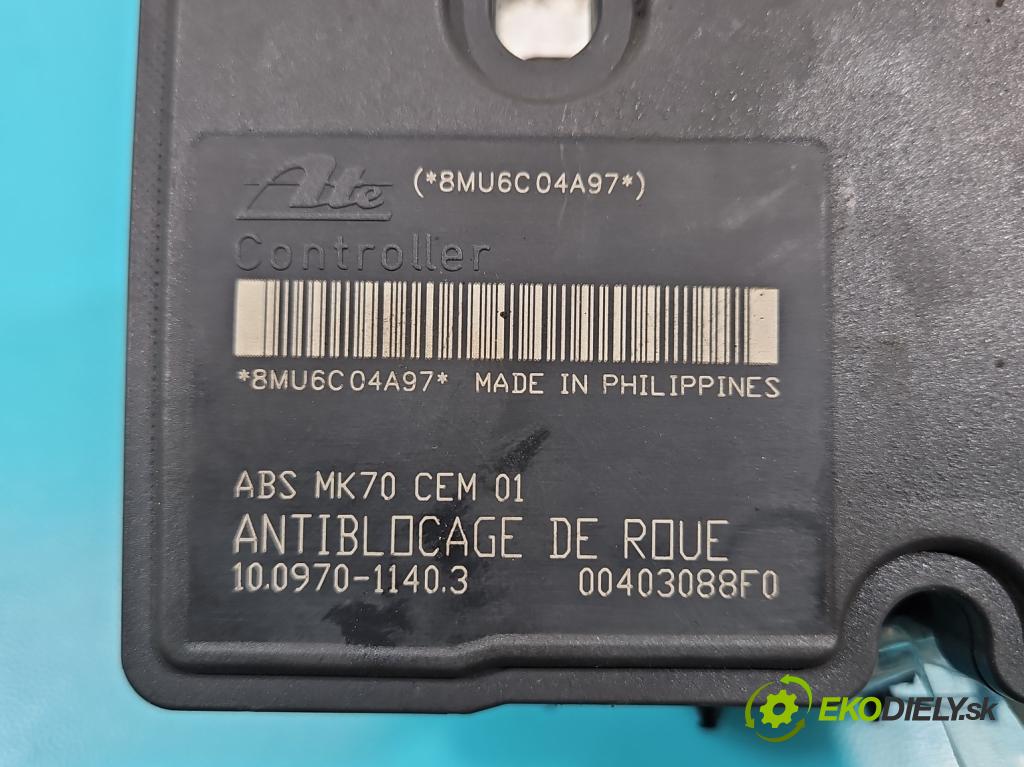 Ate (*8MU6C04A97*)
Controller
*8MU6C04A97* MADE IN PHILIPPINES
ABS MK70 CEM 01
ANTIBLOCAGE DE ROUE
10.0970-1140.3 00403088F0
EKODIELY.sk